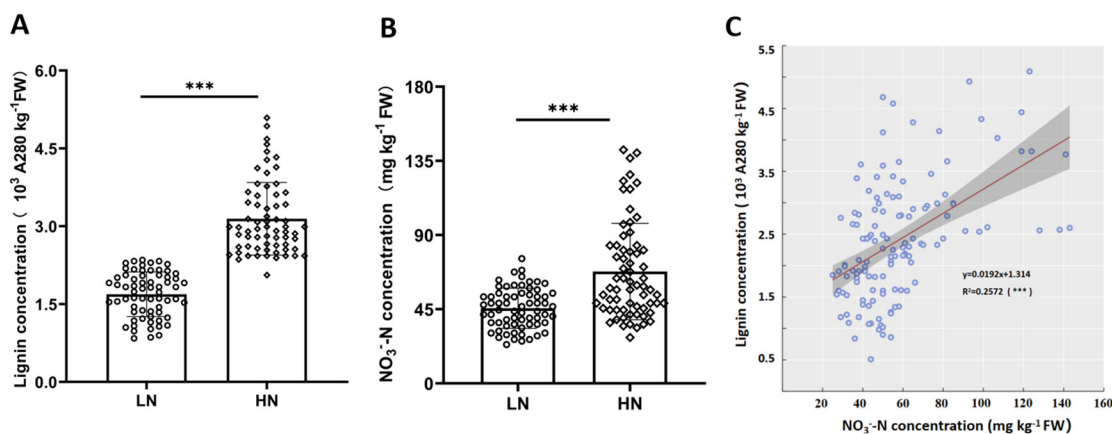 A
Lignin concentration ( 10³ A280 kg⁻¹FW)
6.0
4.5
3.0
1.5
0.0
***
LN
HN
B
NO₃⁻-N concentration (mg kg⁻¹ FW)
180
135
90
45
0
***
LN
HN
C
Lignin concentration ( 10³ A280 kg⁻¹ FW)
5.5
4.5
3.5
2.5
1.5
0.5
y=0.0192x+1.314
R²=0.2572 ( *** )
20 40 60 80 100 120 140 160
NO₃⁻-N concentration (mg kg⁻¹ FW)